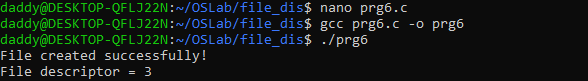 daddy@DESKTOP-QFLJ22N:~/OSLab/file_dis$ nano prg6.c
daddy@DESKTOP-QFLJ22N:~/OSLab/file_dis$ gcc prg6.c -o prg6
daddy@DESKTOP-QFLJ22N:~/OSLab/file_dis$ ./prg6
File created successfully!
File descriptor = 3